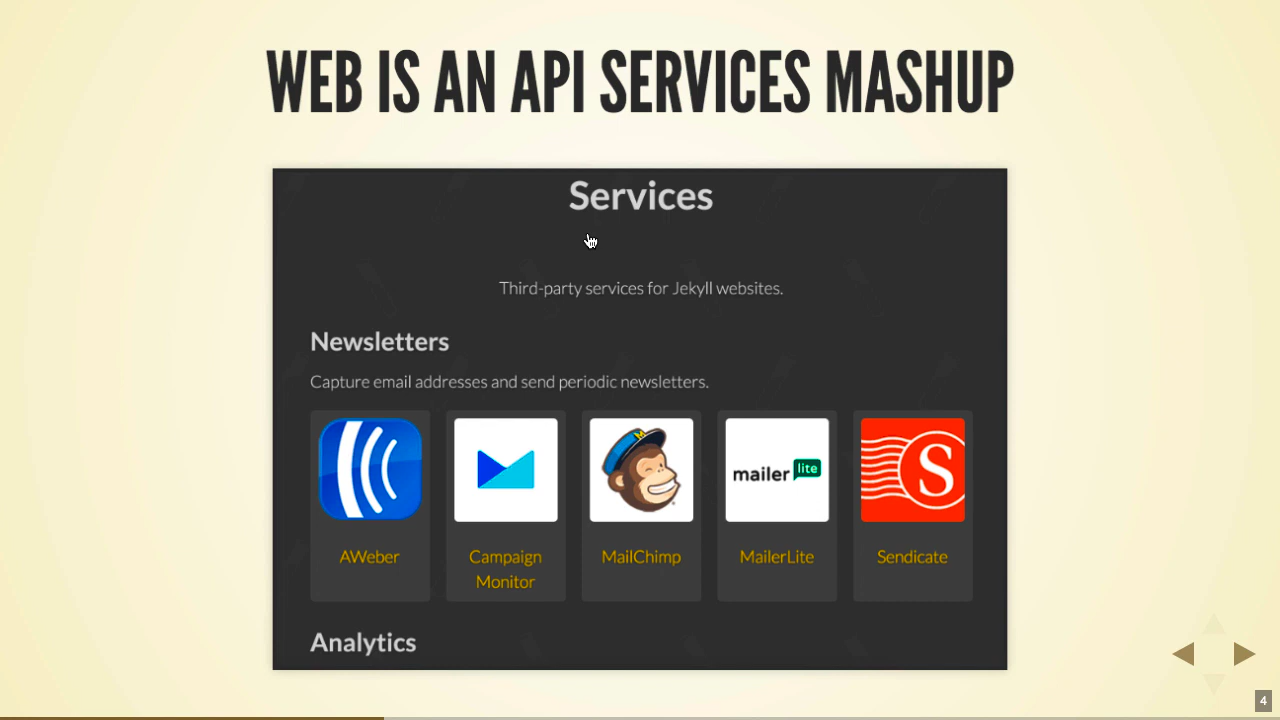 WEB IS AN API SERVICES MASHUP
Services
Third-party services for Jekyll websites.
Newsletters
Capture email addresses and send periodic newsletters.
M
mailer lite
S
AWeber
Campaign
Monitor
MailChimp
MailerLite
Sendicate
Analytics
4